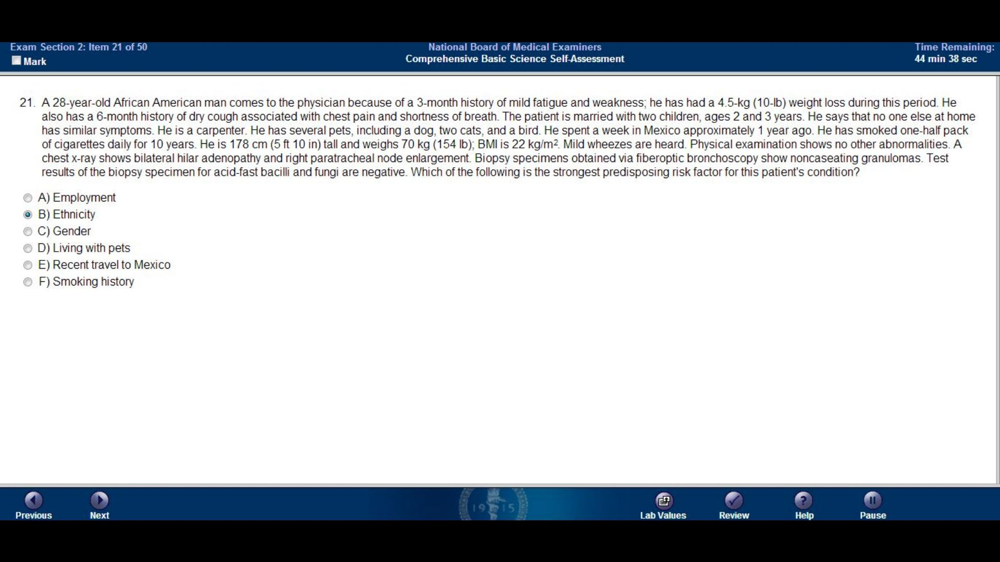 Exam Section 2: Item 21 of 50
National Board of Medical Examiners
Time Remaining:
Mark
Comprehensive Basic Science Self-Assessment
44 min 38 sec
21. A 28-year-old African American man comes to the physician because of a 3-month history of mild fatigue and weakness; he has had a 4.5-kg (10-lb) weight loss during this period. He
also has a 6-month history of dry cough associated with chest pain and shortness of breath. The patient is married with two children, ages 2 and 3 years. He says that no one else at home
has similar symptoms. He is a carpenter. He has several pets, including a dog, two cats, and a bird. He spent a week in Mexico approximately 1 year ago. He has smoked one-half pack
of cigarettes daily for 10 years. He is 178 cm (5 ft 10 in) tall and weighs 70 kg (154 lb); BMI is 22 kg/m². Mild wheezes are heard. Physical examination shows no other abnormalities. A
chest x-ray shows bilateral hilar adenopathy and right paratracheal node enlargement. Biopsy specimens obtained via fiberoptic bronchoscopy show noncaseating granulomas. Test
results of the biopsy specimen for acid-fast bacilli and fungi are negative. Which of the following is the strongest predisposing risk factor for this patient's condition?
A) Employment
B) Ethnicity
C) Gender
D) Living with pets
E) Recent travel to Mexico
F) Smoking history
1915
Previous
Next
Lab Values
Review
Help
Pause